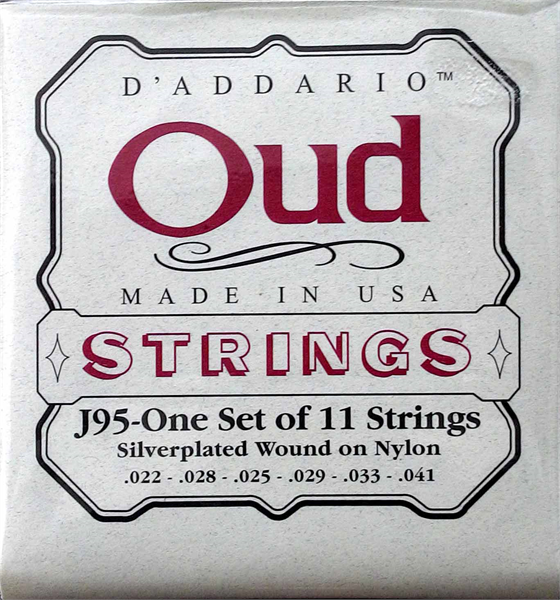 D'ADDARIO™
Oud
MADE IN USA
STRINGS
J95-One Set of 11 Strings
Silverplated Wound on Nylon
.022 - .028 - .025 - .029 - .033 - .041